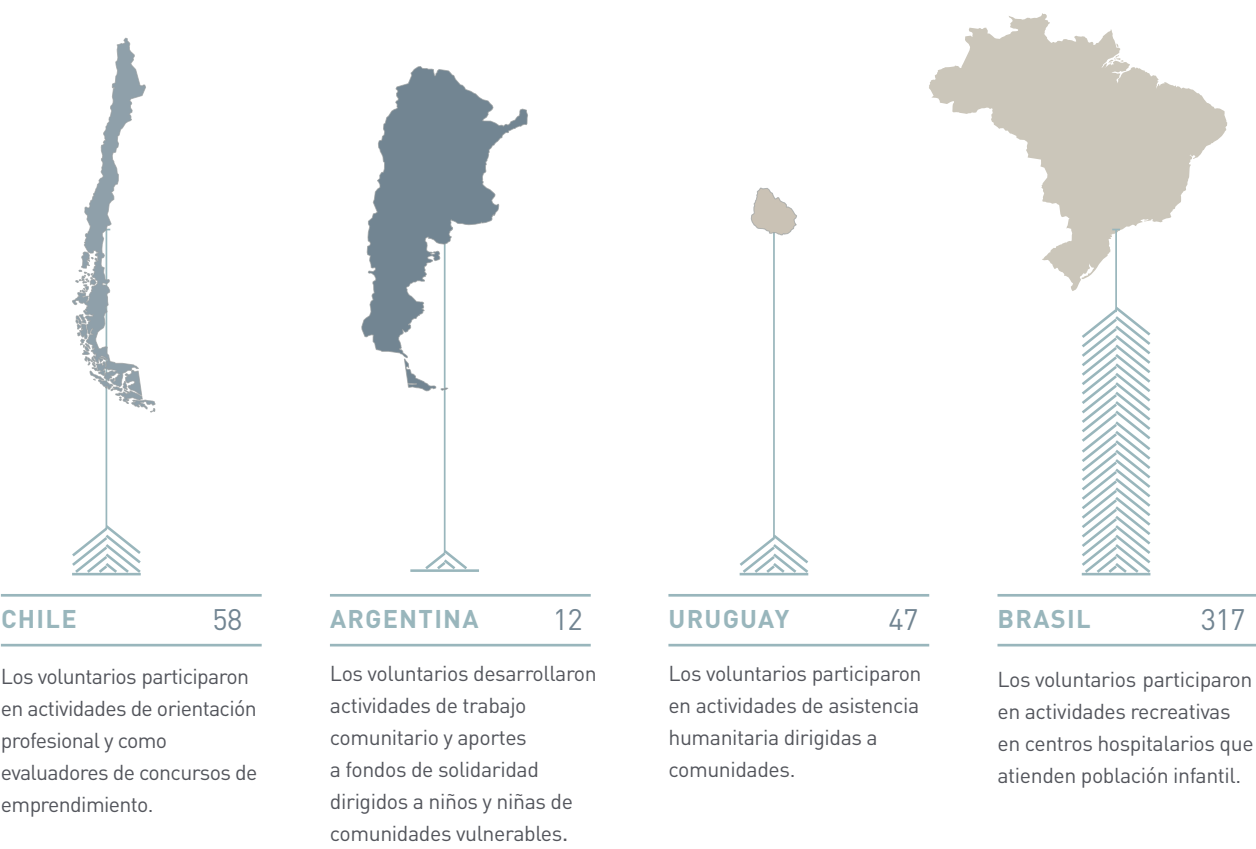 CHILE 58
Los voluntarios participaron
en actividades de orientación
profesional y como
evaluadores de concursos de
emprendimiento.
ARGENTINA 12
Los voluntarios desarrollaron
actividades de trabajo
comunitario y aportes
a fondos de solidaridad
dirigidos a niños y niñas de
comunidades vulnerables.
URUGUAY 47
Los voluntarios participaron
en actividades de asistencia
humanitaria dirigidas a
comunidades.
BRASIL 317
Los voluntarios participaron
en actividades recreativas
en centros hospitalarios que
atienden población infantil.